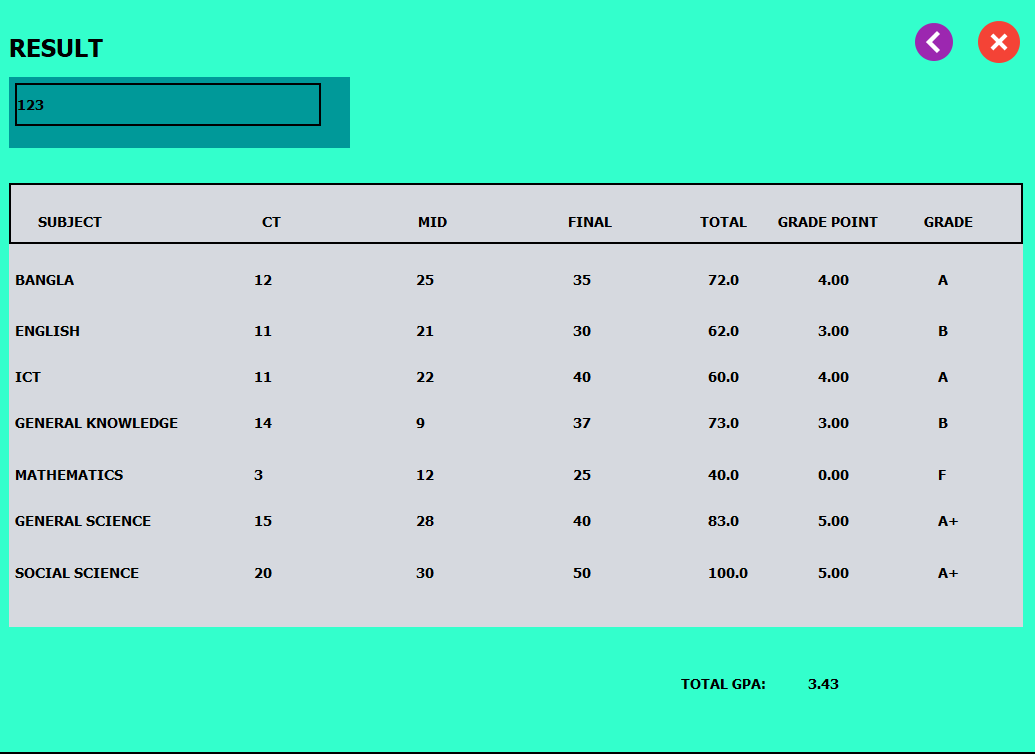 RESULT
123
SUBJECT CT MID FINAL TOTAL GRADE POINT GRADE
BANGLA 12 25 35 72.0 4.00 A
ENGLISH 11 21 30 62.0 3.00 B
ICT 11 22 40 60.0 4.00 A
GENERAL KNOWLEDGE 14 9 37 73.0 3.00 B
MATHEMATICS 3 12 25 40.0 0.00 F
GENERAL SCIENCE 15 28 40 83.0 5.00 A+
SOCIAL SCIENCE 20 30 50 100.0 5.00 A+
TOTAL GPA: 3.43